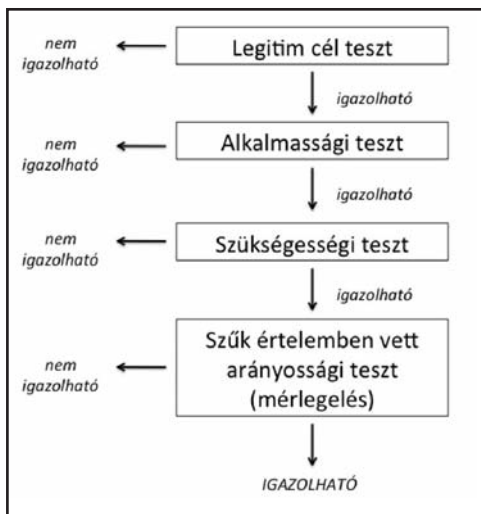 nem
igazolható
Legitim cél teszt
igazolható
nem
igazolható
Alkalmassági teszt
igazolható
nem
igazolható
Szükségességi teszt
igazolható
nem
igazolható
Szűk értelemben vett
arányossági teszt
(mérlegelés)
IGAZOLHATÓ